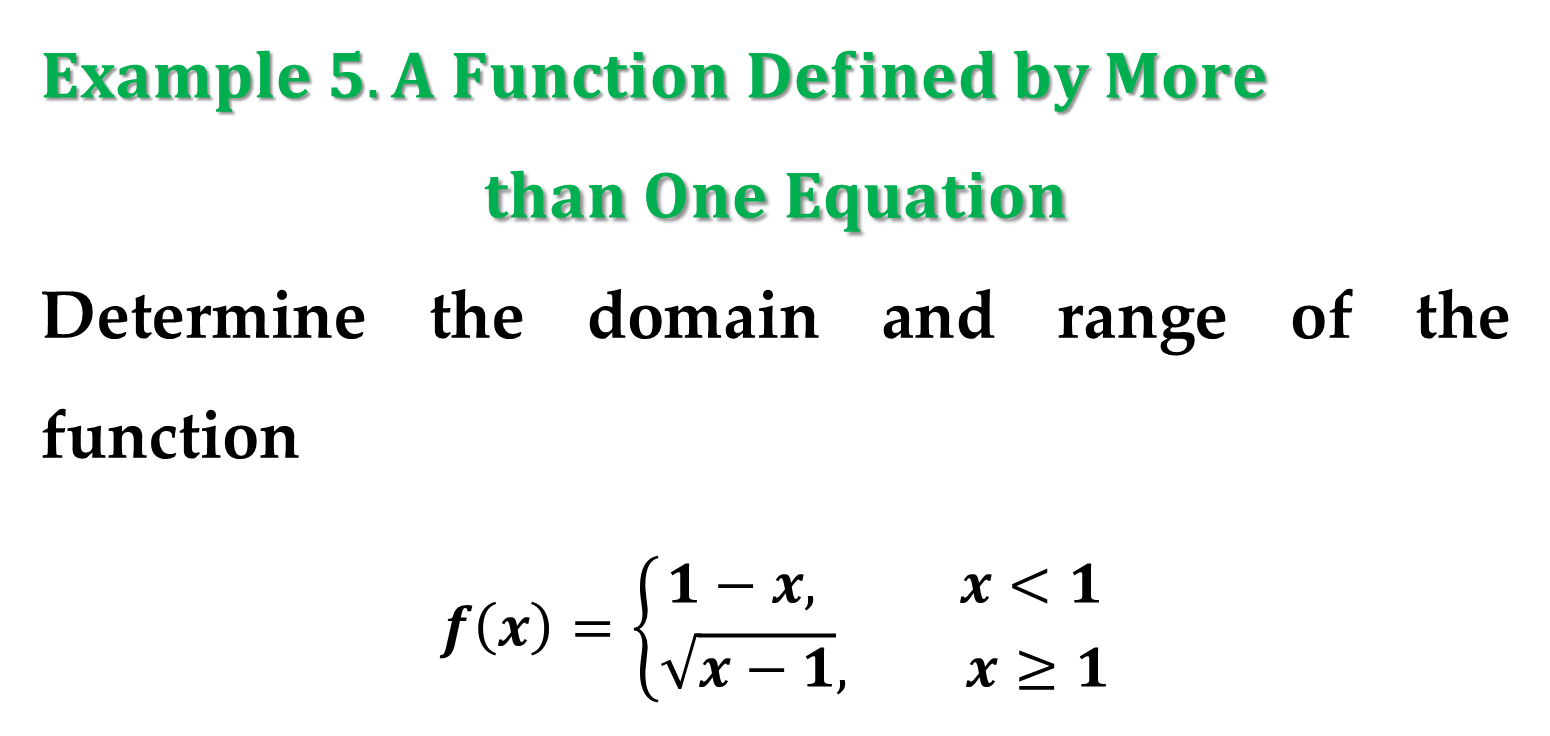 Example 5. A Function Defined by More
than One Equation
Determine the domain and range of the
function
f(x) = { 1 − x, x < 1
√(x − 1), x ≥ 1